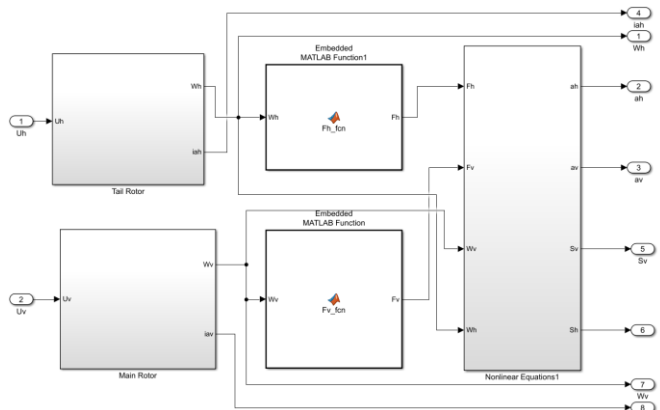 4
iah
1
Wh
Embedded
MATLAB Function1
Wh
Fh
ah
2
ah
Wh
Fh
Fh_fcn
1
Uh
Uh
iah
Fv
av
3
av
Tail Rotor
Embedded
MATLAB Function
Wv
Sv
5
Sv
Wv
2
Uv
Uv
Wv
Fv
Fv_fcn
iav
Wh
Sh
6
Main Rotor
Nonlinear Equations1
7
Wv
8